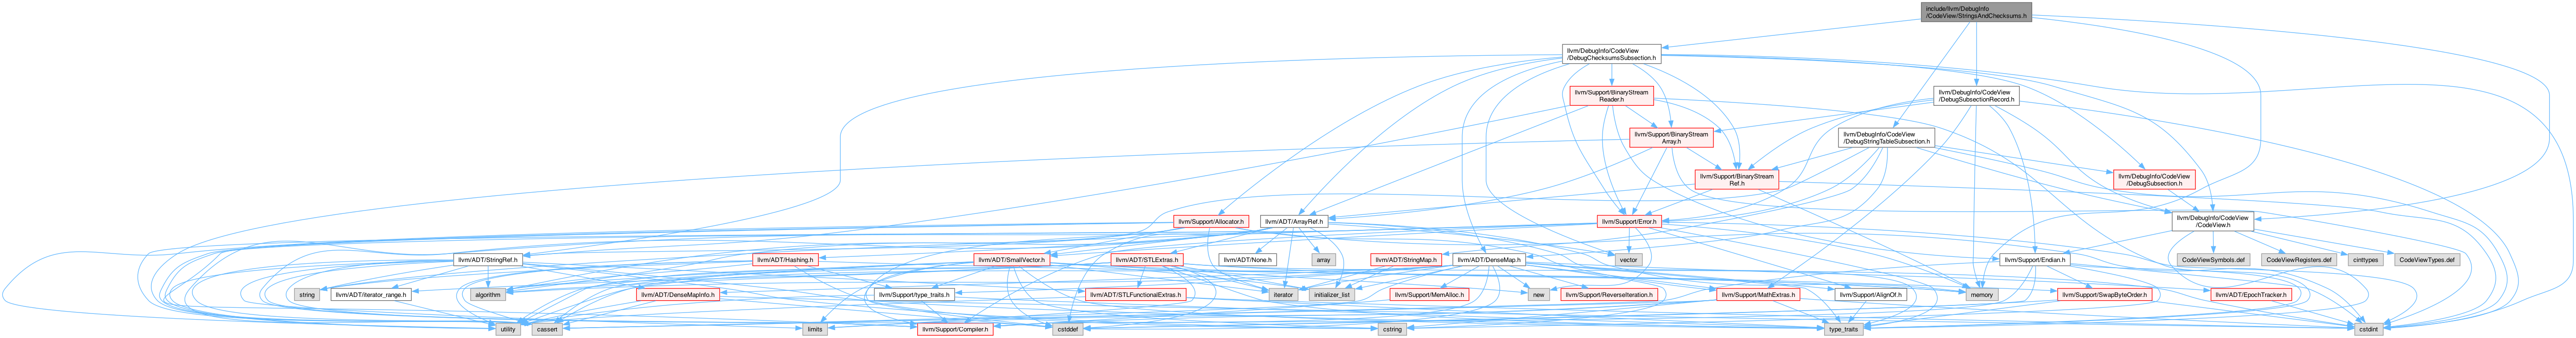 include/llvm/DebugInfo
/CodeView/StringsAndChecksums.h
llvm/DebugInfo/CodeView
/DebugChecksumsSubsection.h
llvm/Support/BinaryStream
Reader.h
llvm/DebugInfo/CodeView
/DebugSubsectionRecord.h
llvm/Support/BinaryStream
Array.h
llvm/DebugInfo/CodeView
/DebugStringTableSubsection.h
llvm/Support/BinaryStream
Ref.h
llvm/DebugInfo/CodeView
/DebugSubsection.h
llvm/Support/Allocator.h
llvm/ADT/ArrayRef.h
llvm/Support/Error.h
llvm/DebugInfo/CodeView
/CodeView.h
llvm/ADT/StringRef.h
llvm/ADT/Hashing.h
llvm/ADT/SmallVector.h
llvm/ADT/STLExtras.h
llvm/ADT/None.h
array
vector
llvm/ADT/StringMap.h
llvm/ADT/DenseMap.h
llvm/Support/Endian.h
CodeViewSymbols.def
CodeViewRegisters.def
cinttypes
CodeViewTypes.def
string
llvm/ADT/iterator_range.h
algorithm
llvm/ADT/DenseMapInfo.h
llvm/Support/type_traits.h
llvm/ADT/STLFunctionalExtras.h
iterator
initializer_list
llvm/Support/MemAlloc.h
new
llvm/Support/ReverseIteration.h
llvm/Support/MathExtras.h
llvm/Support/AlignOf.h
memory
llvm/Support/SwapByteOrder.h
llvm/ADT/EpochTracker.h
utility
cassert
limits
llvm/Support/Compiler.h
cstddef
cstring
type_traits
cstdint